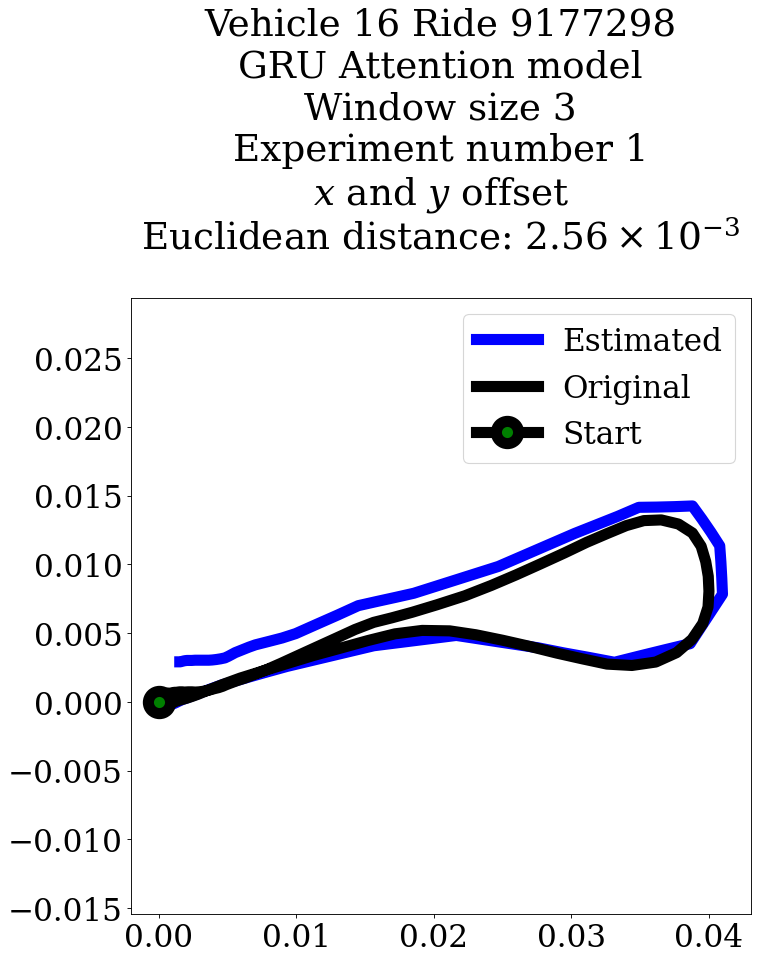 Vehicle 16 Ride 9177298
GRU Attention model
Window size 3
Experiment number 1
x and y offset
Euclidean distance: 2.56 × 10⁻³
Estimated
Original
Start
0.025
0.020
0.015
0.010
0.005
0.000
−0.005
−0.010
−0.015
0.00 0.01 0.02 0.03 0.04